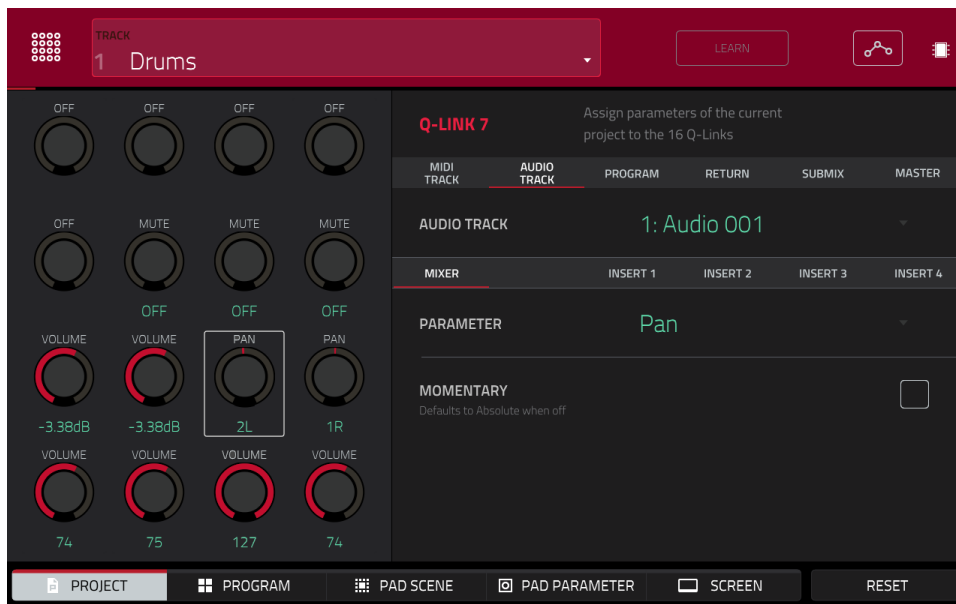 TRACK
1 Drums
LEARN
OFF OFF OFF OFF
Q-LINK 7
Assign parameters of the current
project to the 16 Q-Links
MIDI
TRACK
AUDIO
TRACK
PROGRAM RETURN SUBMIX MASTER
OFF MUTE MUTE MUTE
OFF OFF OFF
AUDIO TRACK 1: Audio 001
MIXER INSERT 1 INSERT 2 INSERT 3 INSERT 4
VOLUME VOLUME PAN PAN
-3.38dB -3.38dB 2L 1R
PARAMETER Pan
MOMENTARY
Defaults to Absolute when off
VOLUME VOLUME VOLUME VOLUME
74 75 127 74
P PROJECT PROGRAM PAD SCENE PAD PARAMETER SCREEN RESET